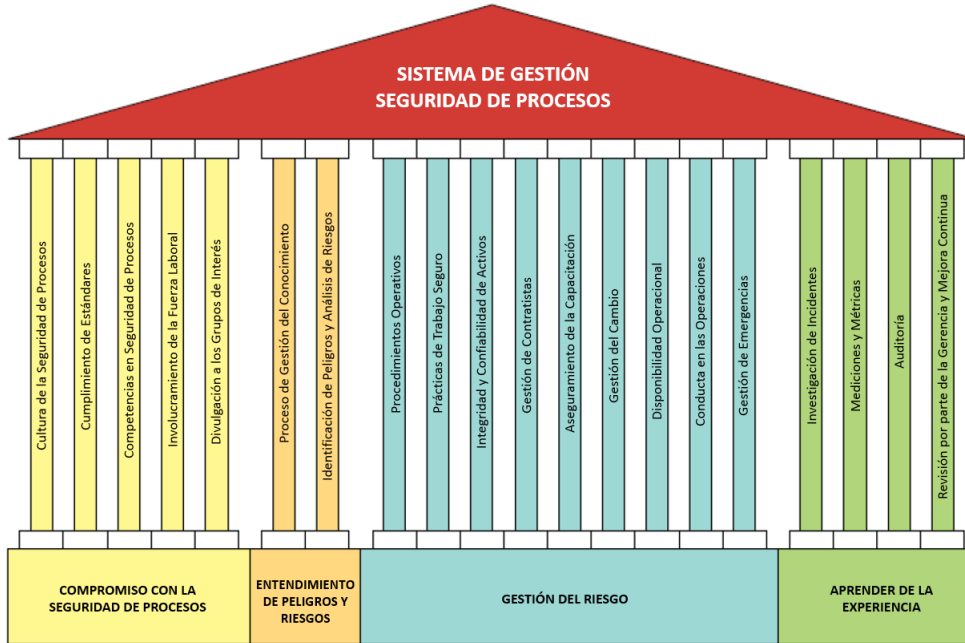 SISTEMA DE GESTIÓN
SEGURIDAD DE PROCESOS
Cultura de la Seguridad de Procesos
Cumplimiento de Estándares
Competencias en Seguridad de Procesos
Involucramiento de la Fuerza Laboral
Divulgación a los Grupos de Interés
Proceso de Gestión del Conocimiento
Identificación de Peligros y Análisis de Riesgos
Procedimientos Operativos
Prácticas de Trabajo Seguro
Integridad y Confiabilidad de Activos
Gestión de Contratistas
Aseguramiento de la Capacitación
Gestión del Cambio
Disponibilidad Operacional
Conducta en las Operaciones
Gestión de Emergencias
Investigación de Incidentes
Mediciones y Métricas
Auditoría
Revisión por parte de la Gerencia y Mejora Continua
COMPROMISO CON LA
SEGURIDAD DE PROCESOS
ENTENDIMIENTO
DE PELIGROS Y
RIESGOS
GESTIÓN DEL RIESGO
APRENDER DE LA
EXPERIENCIA